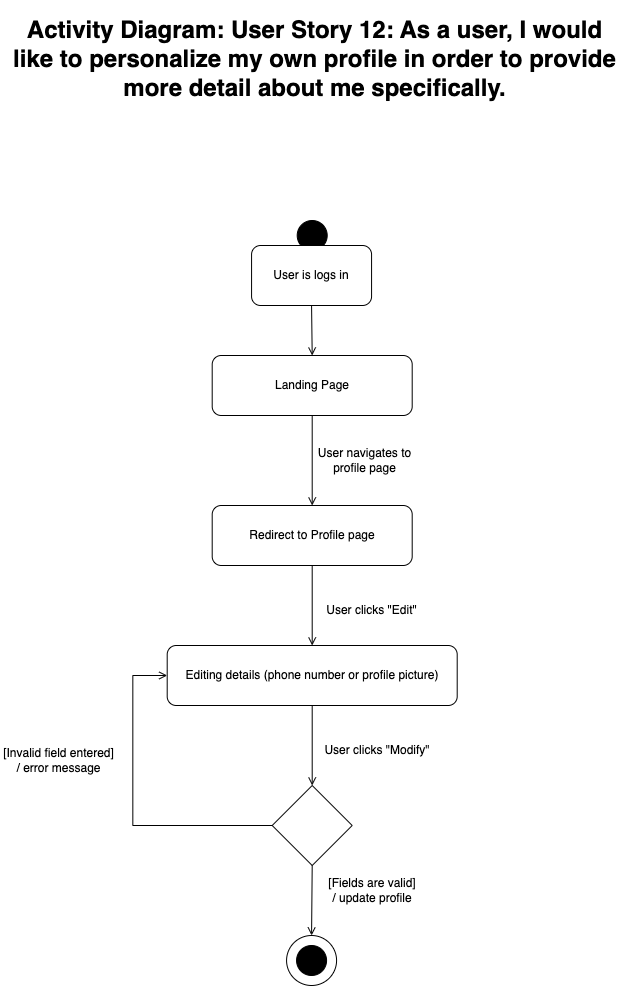 Activity Diagram: User Story 12: As a user, I would
like to personalize my own profile in order to provide
more detail about me specifically.
User is logs in
Landing Page
User navigates to
profile page
Redirect to Profile page
User clicks "Edit"
Editing details (phone number or profile picture)
User clicks "Modify"
[Invalid field entered]
/ error message
[Fields are valid]
/ update profile